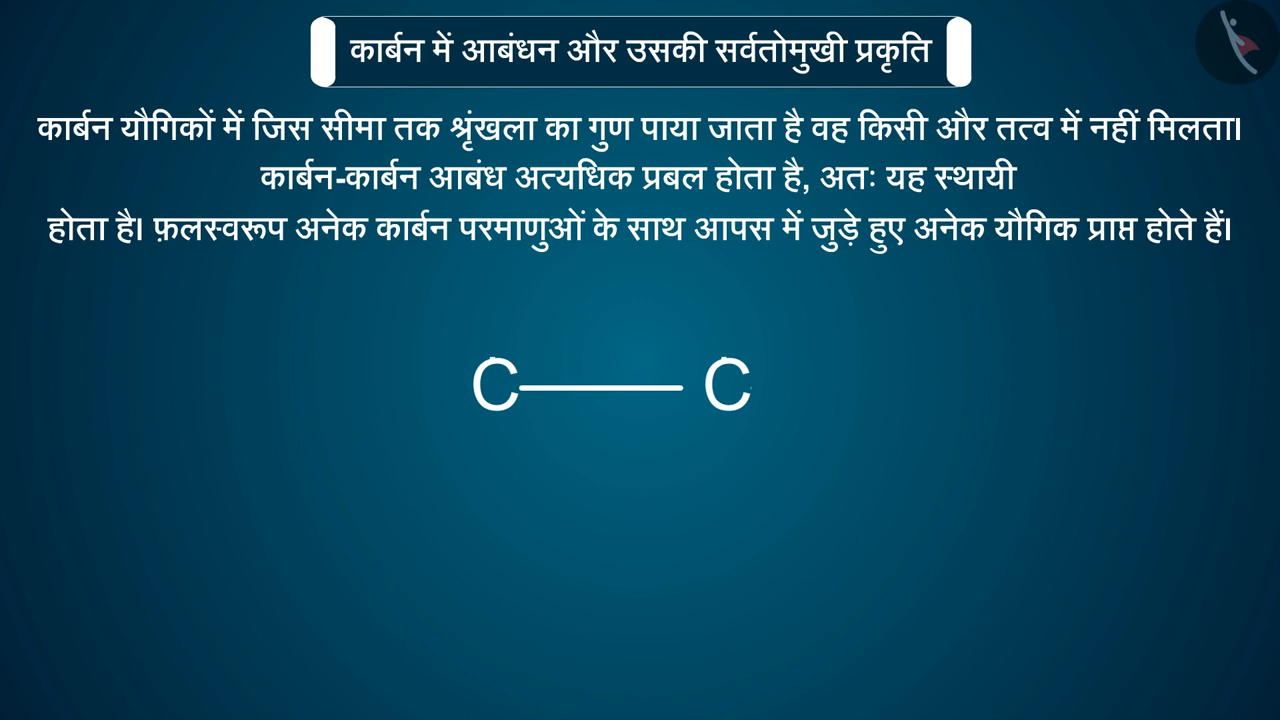 कार्बन में आबंधन और उसकी सर्वतोमुखी प्रकृति
कार्बन यौगिकों में जिस सीमा तक श्रृंखला का गुण पाया जाता है वह किसी और तत्व में नहीं मिलता।
कार्बन-कार्बन आबंध अत्यधिक प्रबल होता है, अतः यह स्थायी
होता है। फ़लस्वरूप अनेक कार्बन परमाणुओं के साथ आपस में जुड़े हुए अनेक यौगिक प्राप्त होते हैं।
C — C